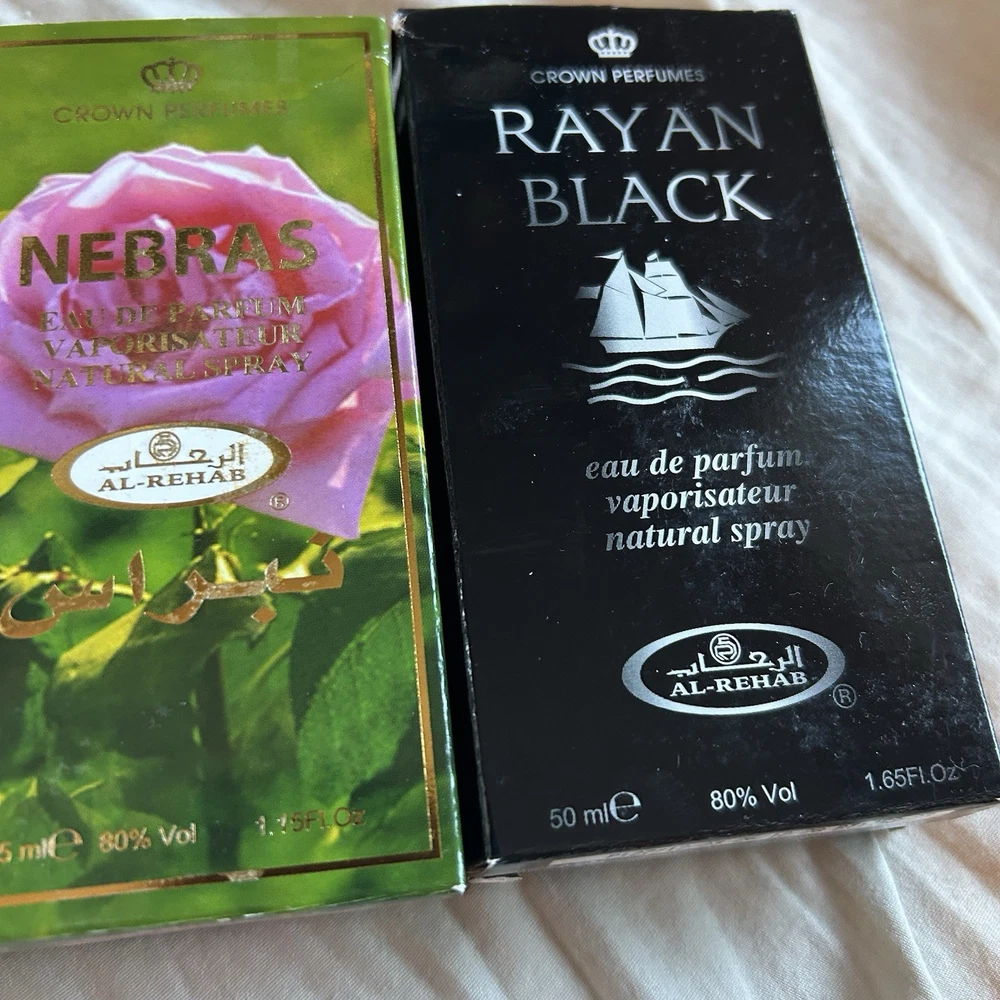 CROWN PERFUMES
NEBRAS
EAU DE PARFUM
VAPORISATEUR
NATURAL SPRAY
الرحاب
AL-REHAB
®
نبراس
5 ml℮ 80% Vol 1.15Fl.Oz
CROWN PERFUMES
RAYAN
BLACK
eau de parfum
vaporisateur
natural spray
الرحاب
AL-REHAB
®
50 ml℮ 80% Vol 1.65Fl.Oz